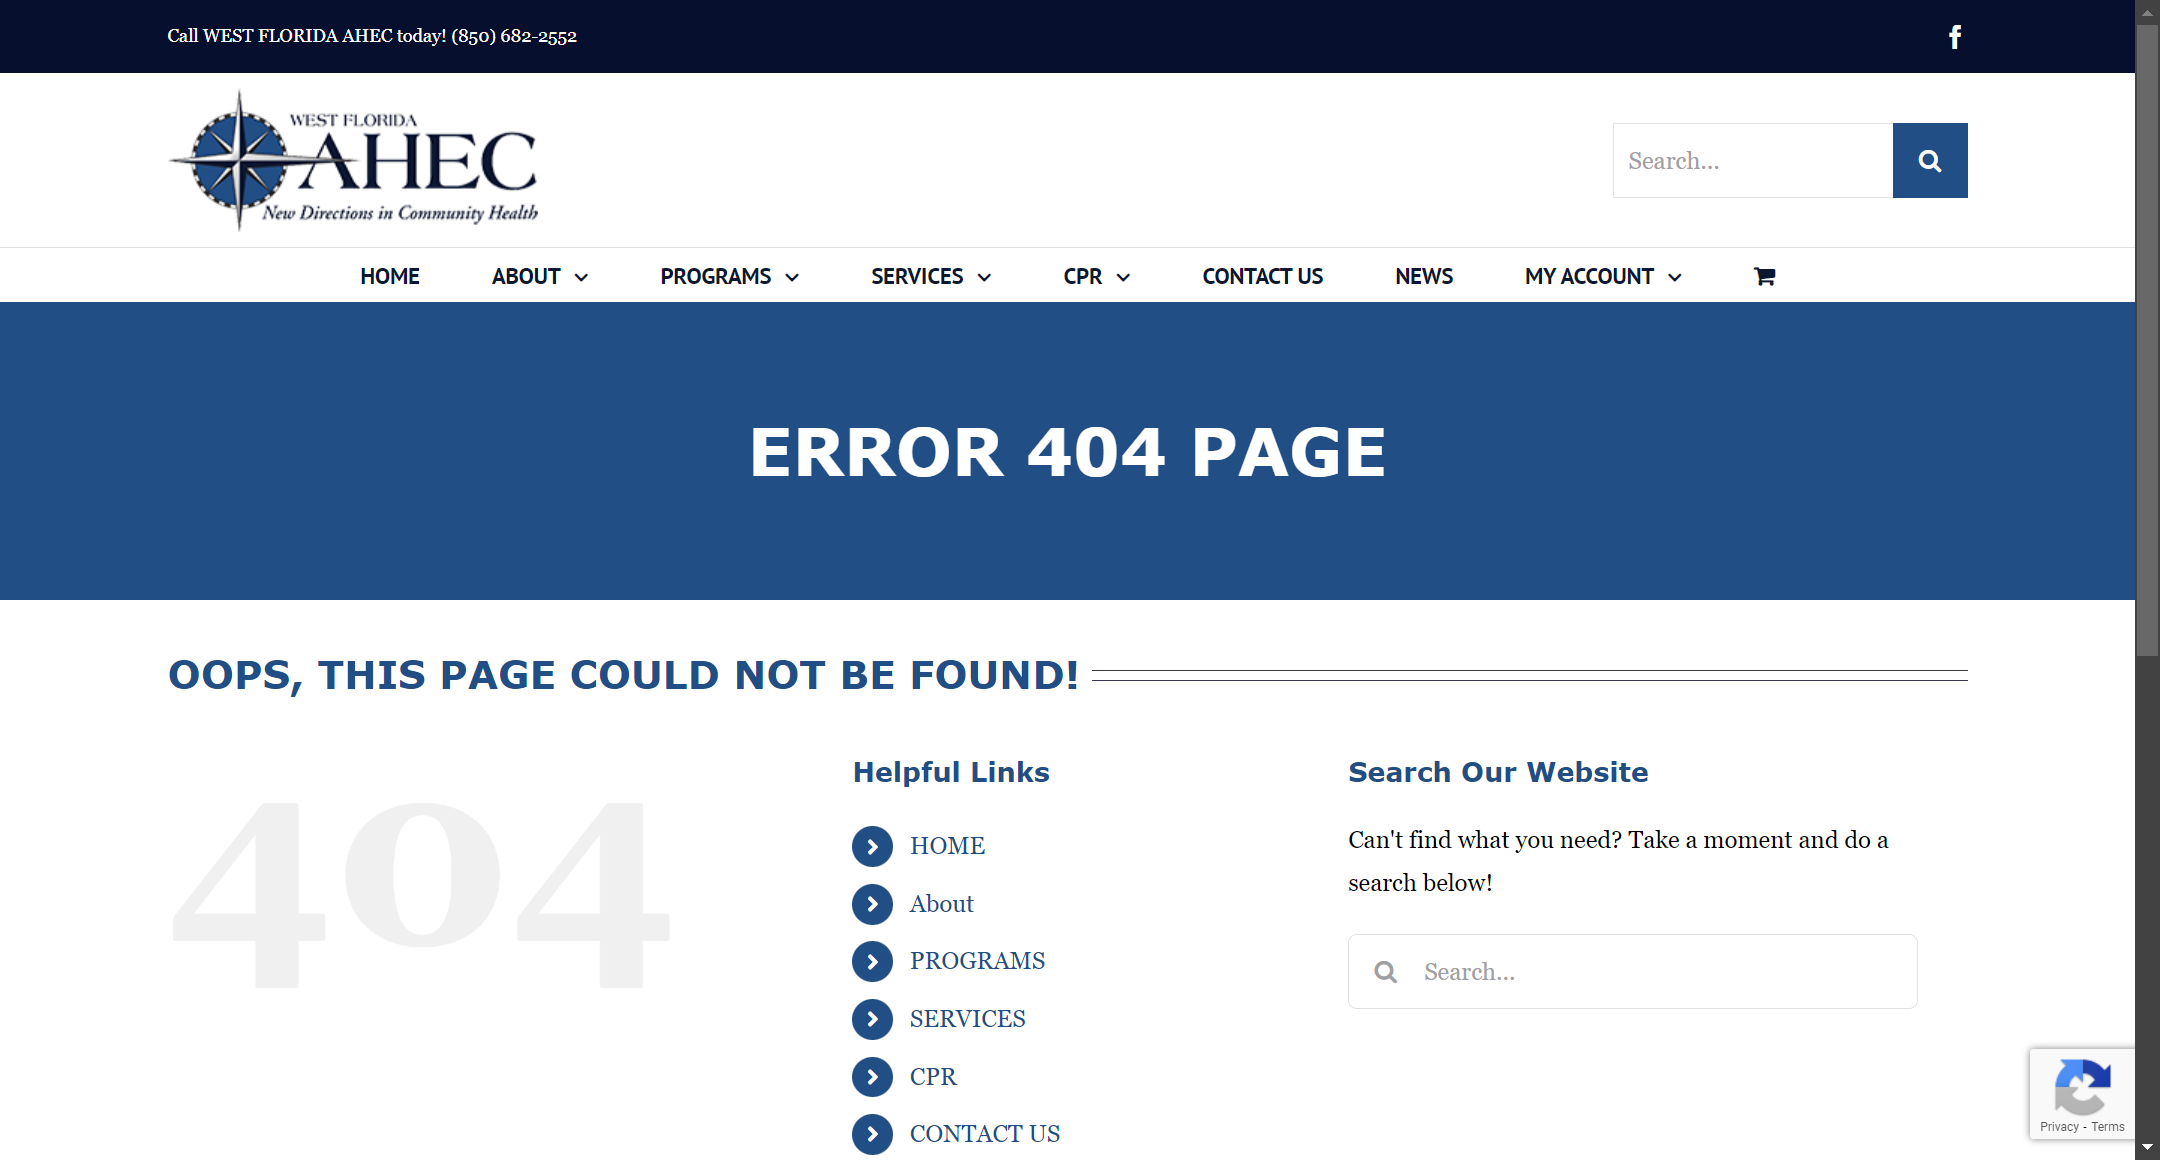 Call WEST FLORIDA AHEC today! (850) 682-2552
WEST FLORIDA
AHEC
New Directions in Community Health
Search...
HOME ABOUT PROGRAMS SERVICES CPR CONTACT US NEWS MY ACCOUNT
ERROR 404 PAGE
OOPS, THIS PAGE COULD NOT BE FOUND!
404
Helpful Links
HOME
About
PROGRAMS
SERVICES
CPR
CONTACT US
Search Our Website
Can't find what you need? Take a moment and do a
search below!
Search...
Privacy - Terms